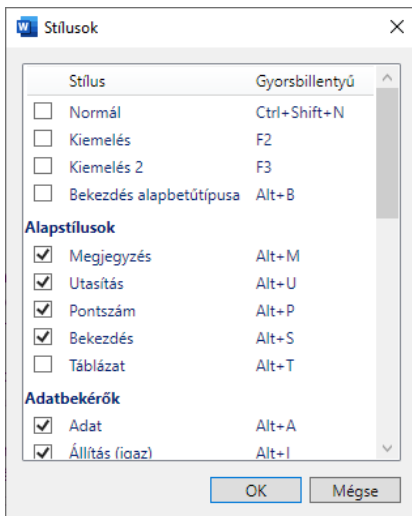 Stílusok
Stílus Gyorsbillentyű
Normál Ctrl+Shift+N
Kiemelés F2
Kiemelés 2 F3
Bekezdés alapbetűtípusa Alt+B
Alapstílusok
Megjegyzés Alt+M
Utasítás Alt+U
Pontszám Alt+P
Bekezdés Alt+S
Táblázat Alt+T
Adatbekérők
Adat Alt+A
Állítás (igaz) Alt+I
OK Mégse